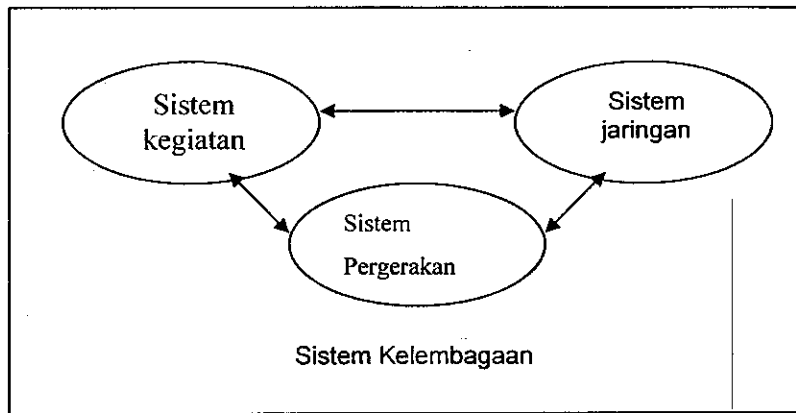 Sistem
kegiatan
Sistem
jaringan
Sistem
Pergerakan
Sistem Kelembagaan